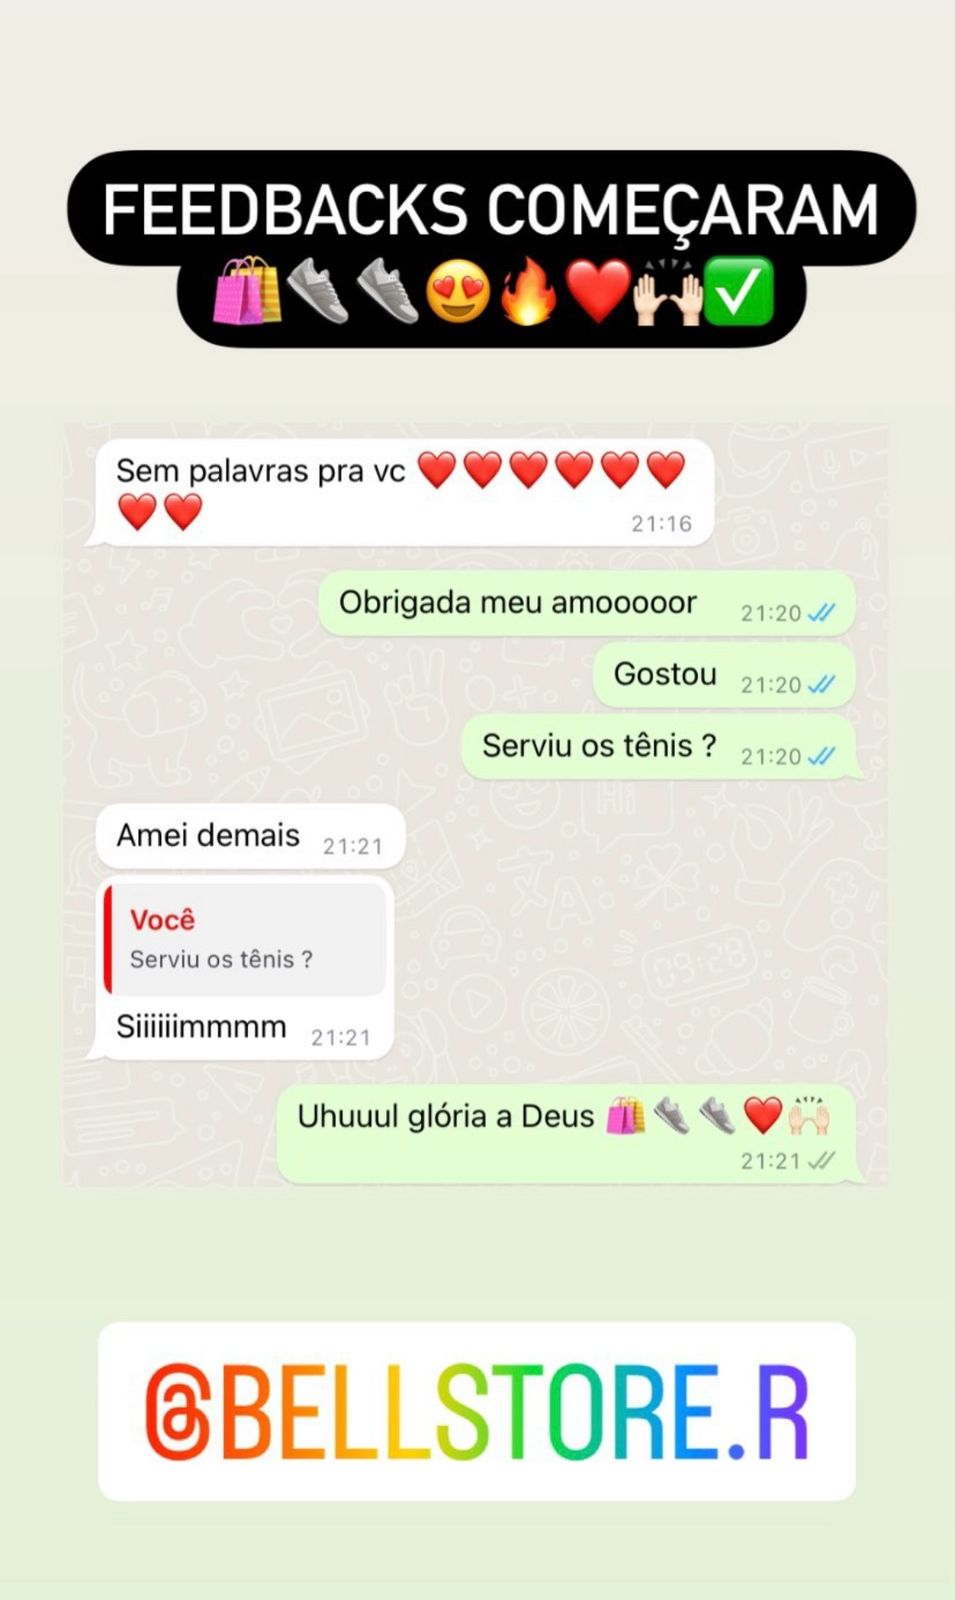 FEEDBACKS COMEÇARAM
🛍️👟👟😍🔥❤️🙌🏻✅
Sem palavras pra vc ❤️❤️❤️❤️❤️❤️
❤️❤️
21:16
Obrigada meu amooooor 21:20
Gostou 21:20
Serviu os tênis ? 21:20
Amei demais 21:21
Você
Serviu os tênis ?
Siiiiiimmmm 21:21
Uhuuul glória a Deus 🛍️👟👟❤️🙌🏻
21:21
@BELLSTORE.R